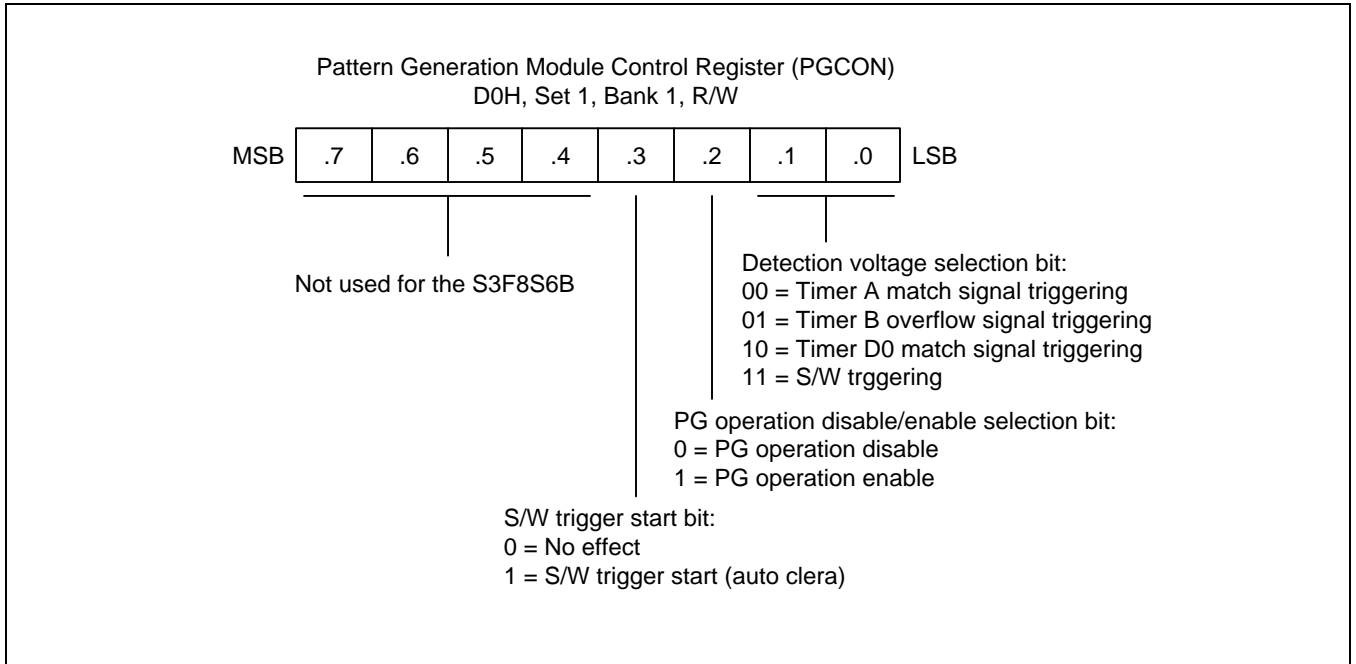 Pattern Generation Module Control Register (PGCON)
D0H, Set 1, Bank 1, R/W
MSB .7 .6 .5 .4 .3 .2 .1 .0 LSB
Not used for the S3F8S6B
Detection voltage selection bit:
00 = Timer A match signal triggering
01 = Timer B overflow signal triggering
10 = Timer D0 match signal triggering
11 = S/W trggering
PG operation disable/enable selection bit:
0 = PG operation disable
1 = PG operation enable
S/W trigger start bit:
0 = No effect
1 = S/W trigger start (auto clera)